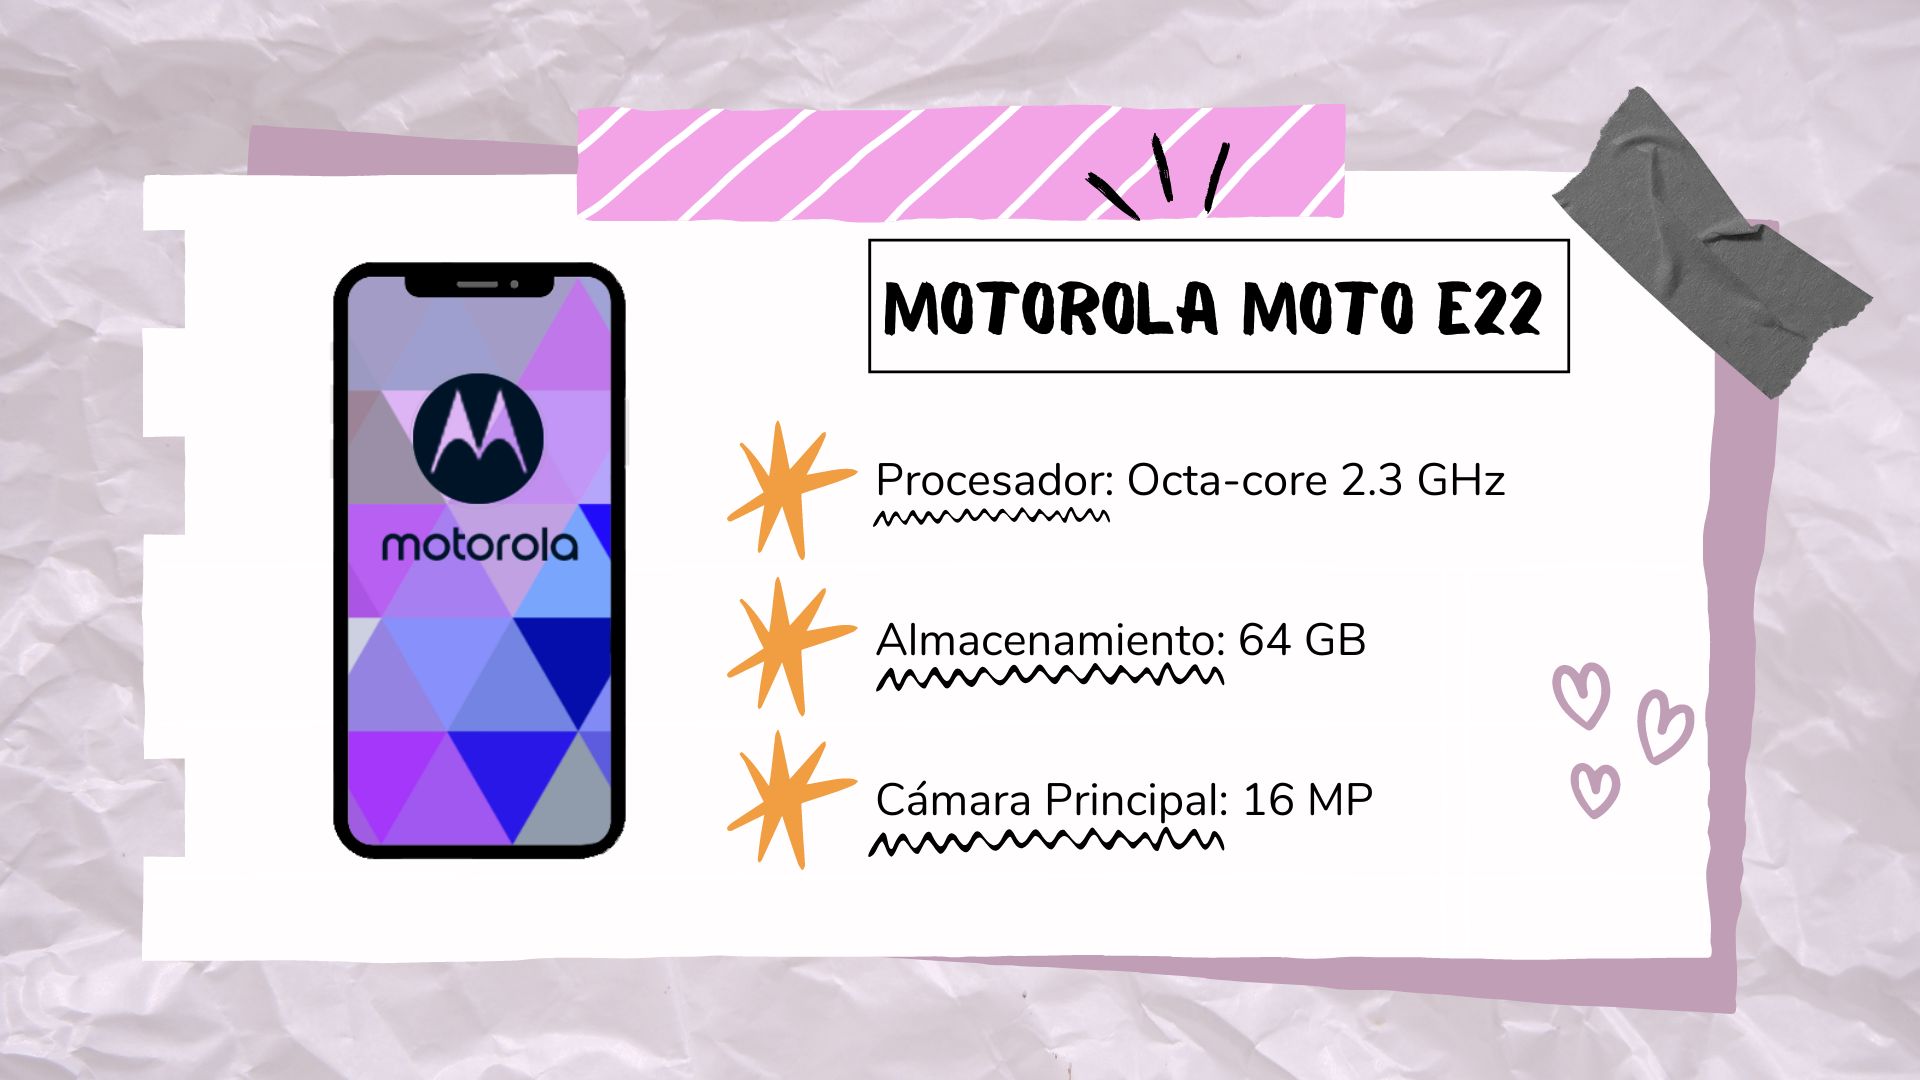 MOTOROLA MOTO E22
motorola
Procesador: Octa-core 2.3 GHz
Almacenamiento: 64 GB
Cámara Principal: 16 MP